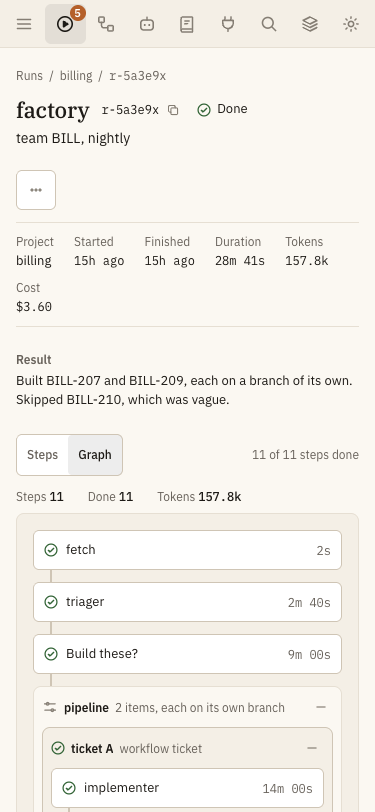 5
Runs / billing / r-5a3e9x
factory r-5a3e9x Done
team BILL, nightly
Project Started Finished Duration Tokens
billing 15h ago 15h ago 28m 41s 157.8k
Cost
$3.60
Result
Built BILL-207 and BILL-209, each on a branch of its own.
Skipped BILL-210, which was vague.
Steps Graph 11 of 11 steps done
Steps 11 Done 11 Tokens 157.8k
fetch 2s
triager 2m 40s
Build these? 9m 00s
pipeline 2 items, each on its own branch
ticket A workflow ticket
implementer 14m 00s